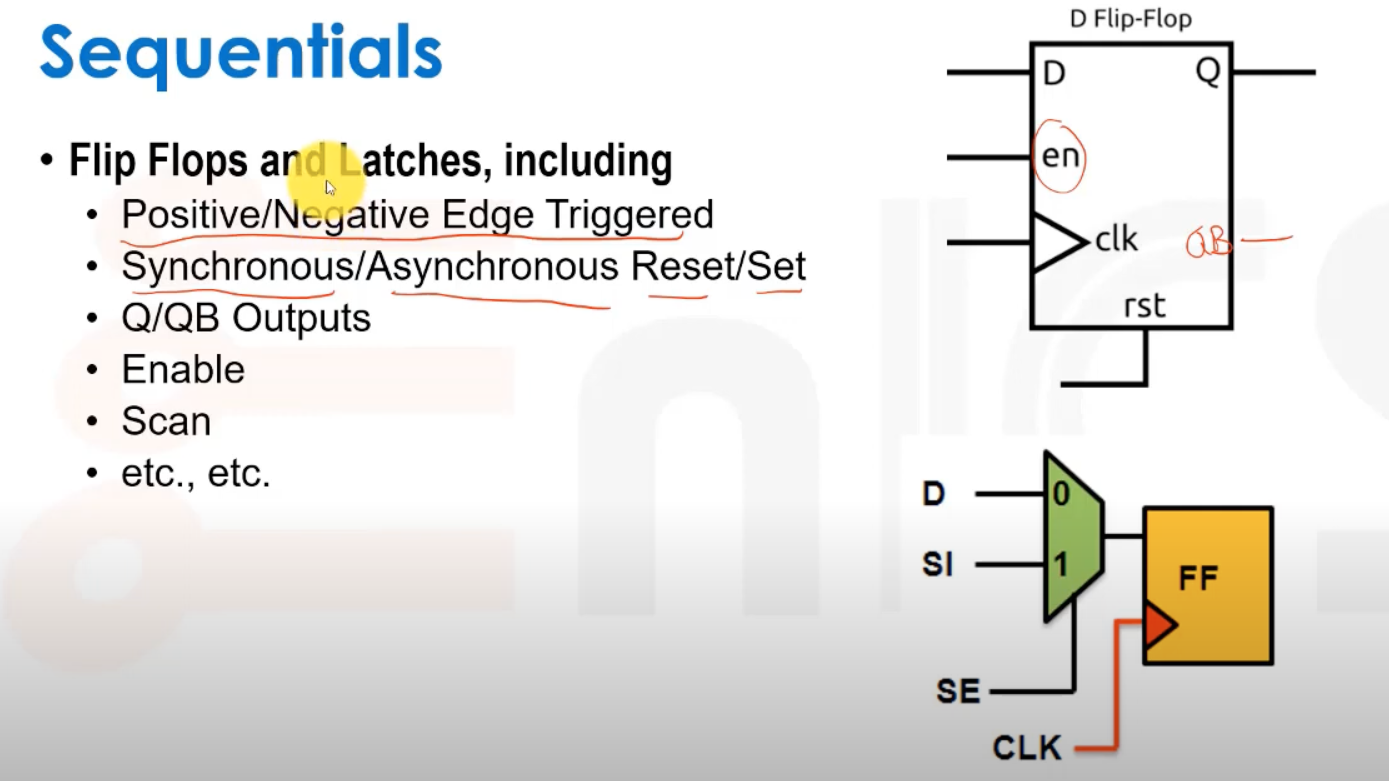 Sequentials
• Flip Flops and Latches, including
• Positive/Negative Edge Triggered
• Synchronous/Asynchronous Reset/Set
• Q/QB Outputs
• Enable
• Scan
• etc., etc.
D Flip-Flop
D Q
en
clk QB
rst
D 0
SI 1
FF
SE
CLK